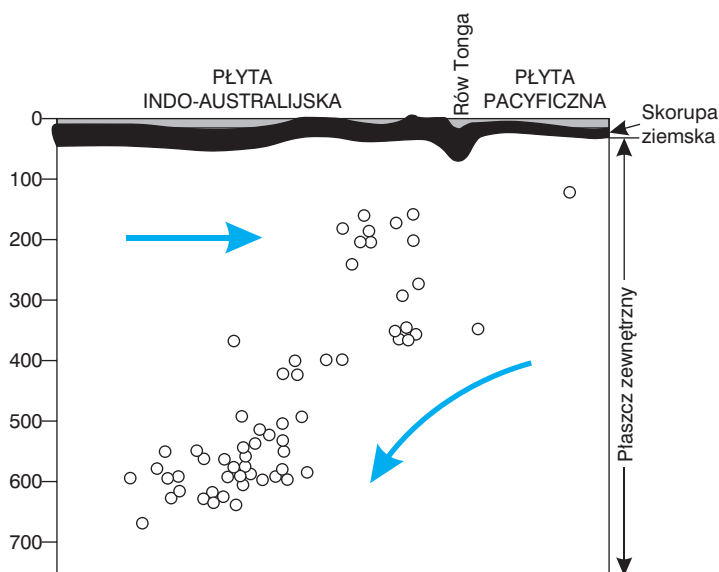 PŁYTA
INDO-AUSTRALIJSKA
Rów Tonga
PŁYTA
PACYFICZNA
Skorupa
ziemska
0
100
200
300
400
500
600
700
Płaszcz zewnętrzny